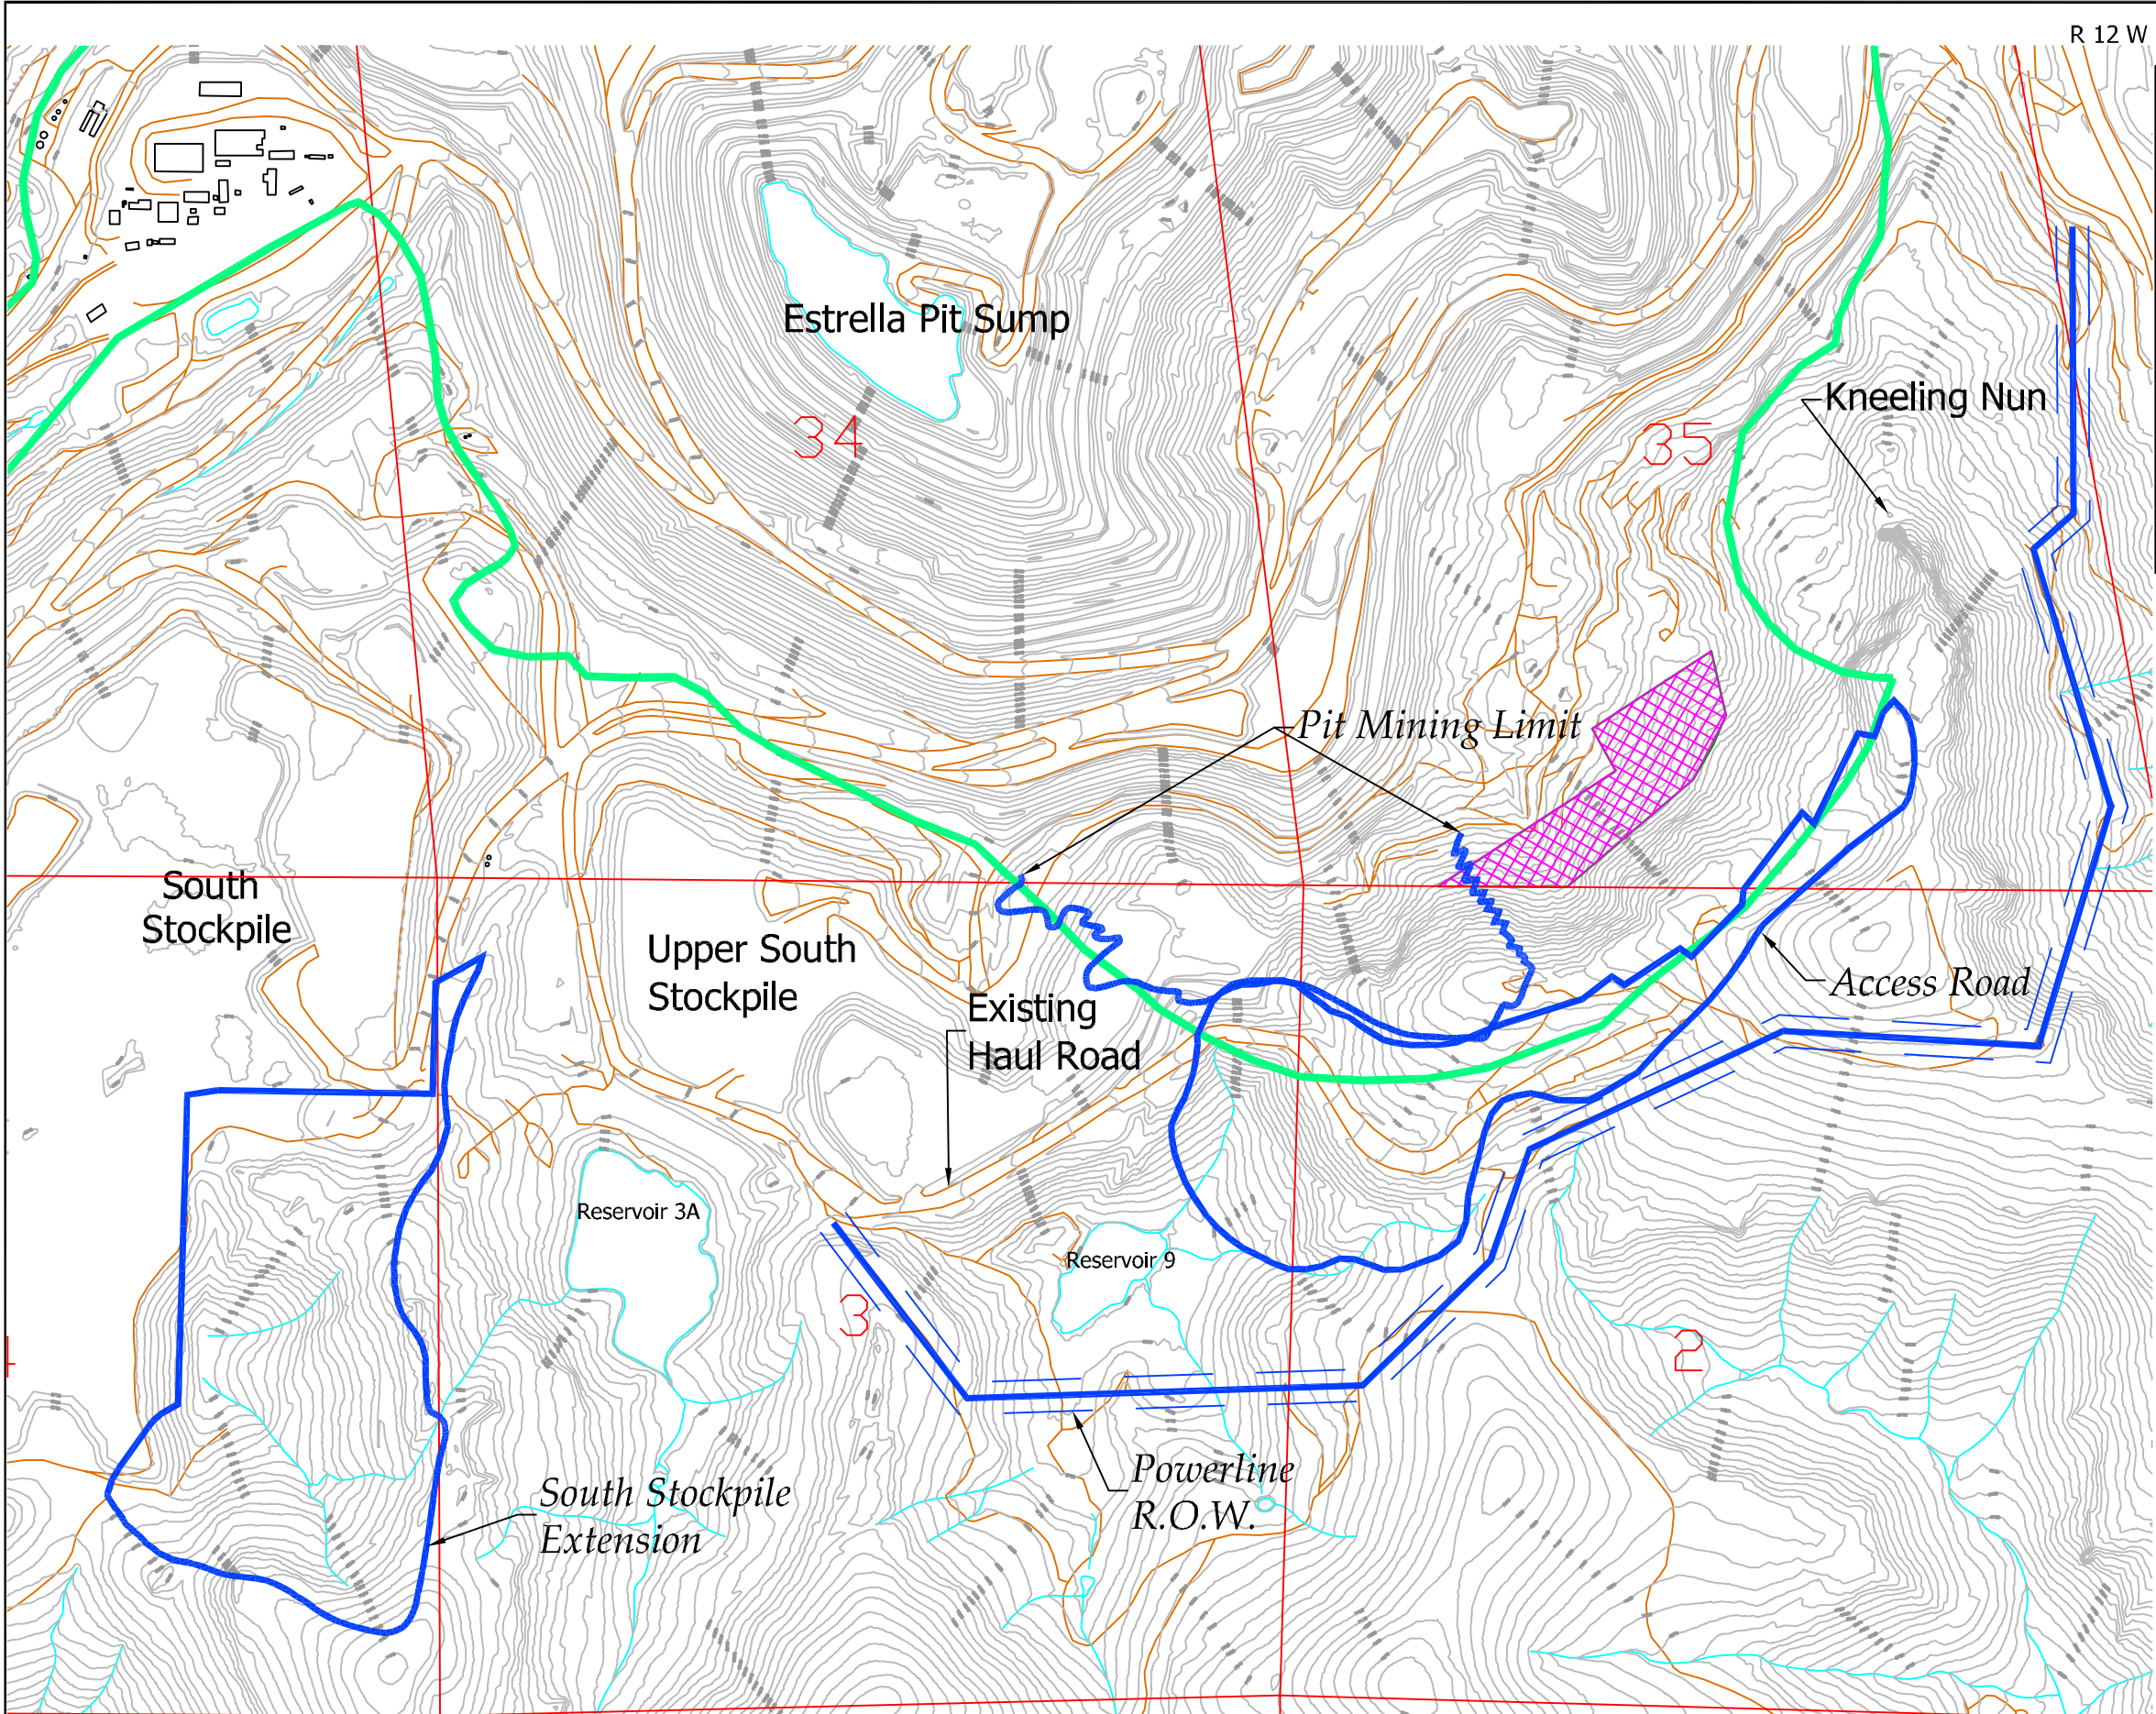 R 12 W
Estrella Pit Sump
34
35
Kneeling Nun
Pit Mining Limit
South
Stockpile
Upper South
Stockpile
Existing
Haul Road
Access Road
Reservoir 3A
Reservoir 9
3
2
Powerline
R.O.W.
South Stockpile
Extension